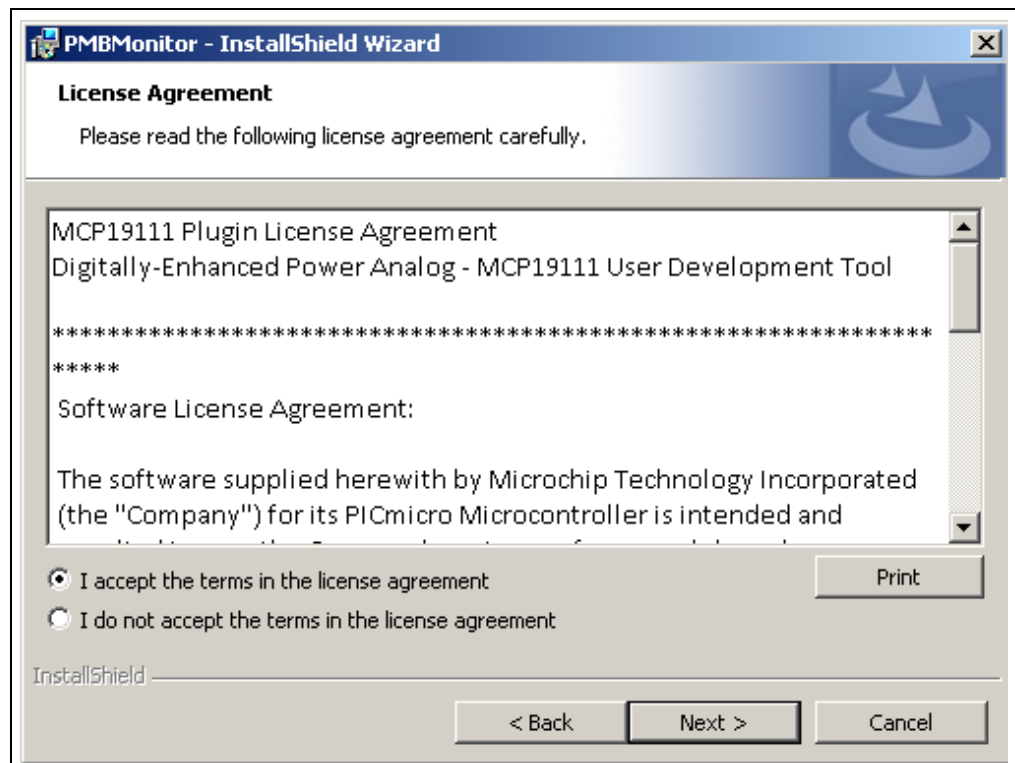 PMBMonitor - InstallShield Wizard
License Agreement
Please read the following license agreement carefully.
MCP19111 Plugin License Agreement
Digitally-Enhanced Power Analog - MCP19111 User Development Tool
****************************************************************
*****
Software License Agreement:
The software supplied herewith by Microchip Technology Incorporated
(the "Company") for its PICmicro Microcontroller is intended and
I accept the terms in the license agreement
Print
I do not accept the terms in the license agreement
InstallShield
< Back
Next >
Cancel